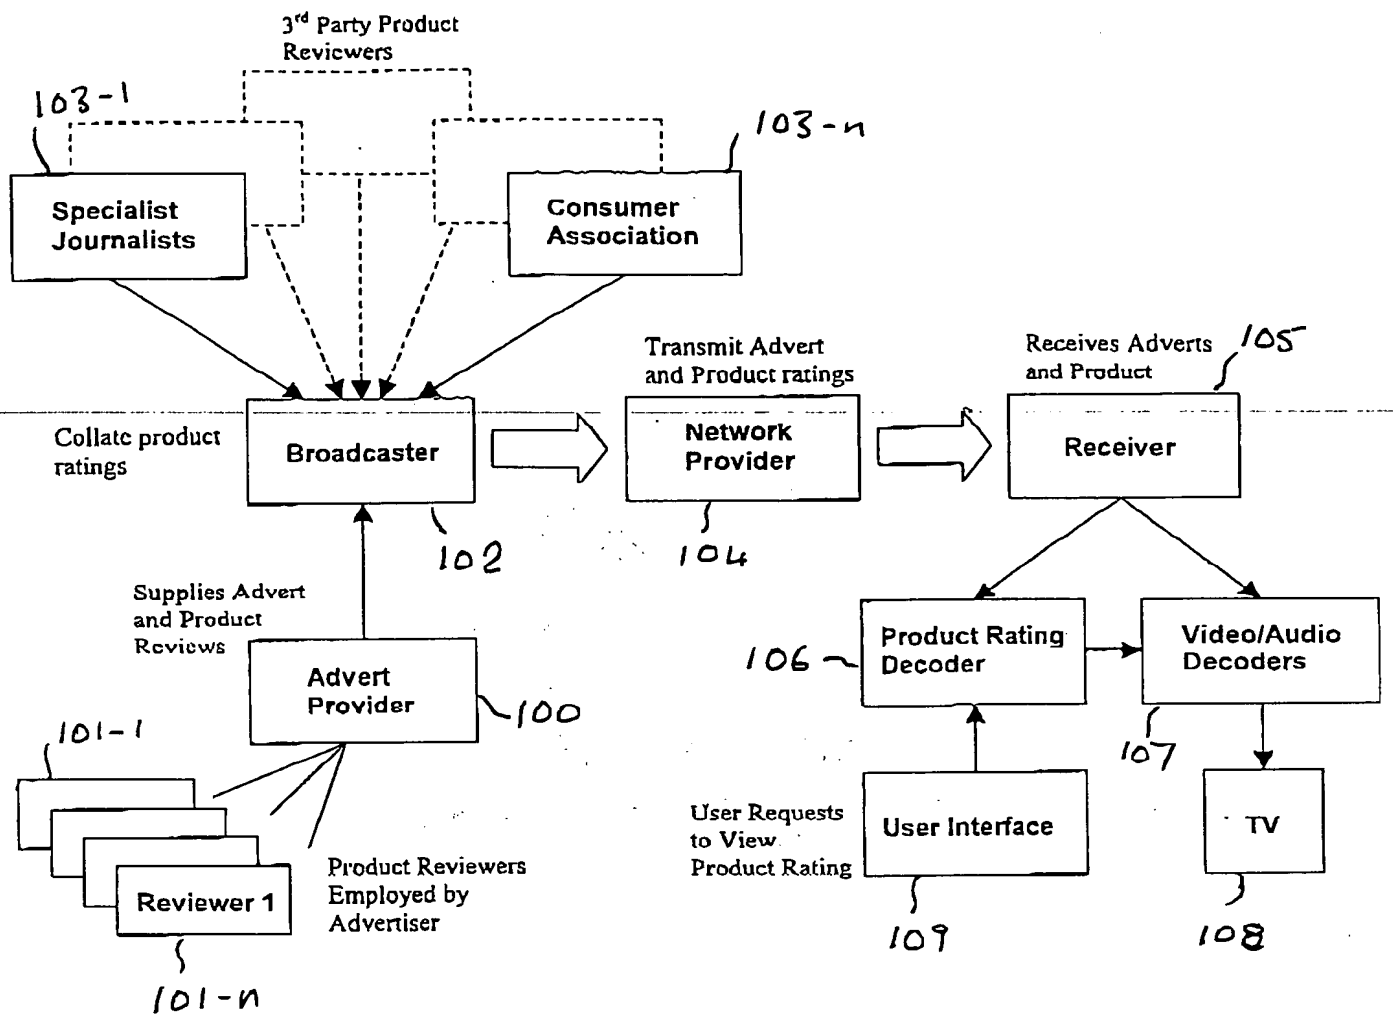 3rd Party Product
Reviewers
103-1
103-n
Specialist
Journalists
Consumer
Association
Transmit Advert
and Product ratings
Receives Adverts
and Product
105
Collate product
ratings
Broadcaster
Network
Provider
Receiver
102
104
Supplies Advert
and Product
Reviews
Advert
Provider
100
106
Product Rating
Decoder
Video/Audio
Decoders
107
101-1
Reviewer 1
101-n
Product Reviewers
Employed by
Advertiser
User Requests
to View
Product Rating
User Interface
TV
109
108